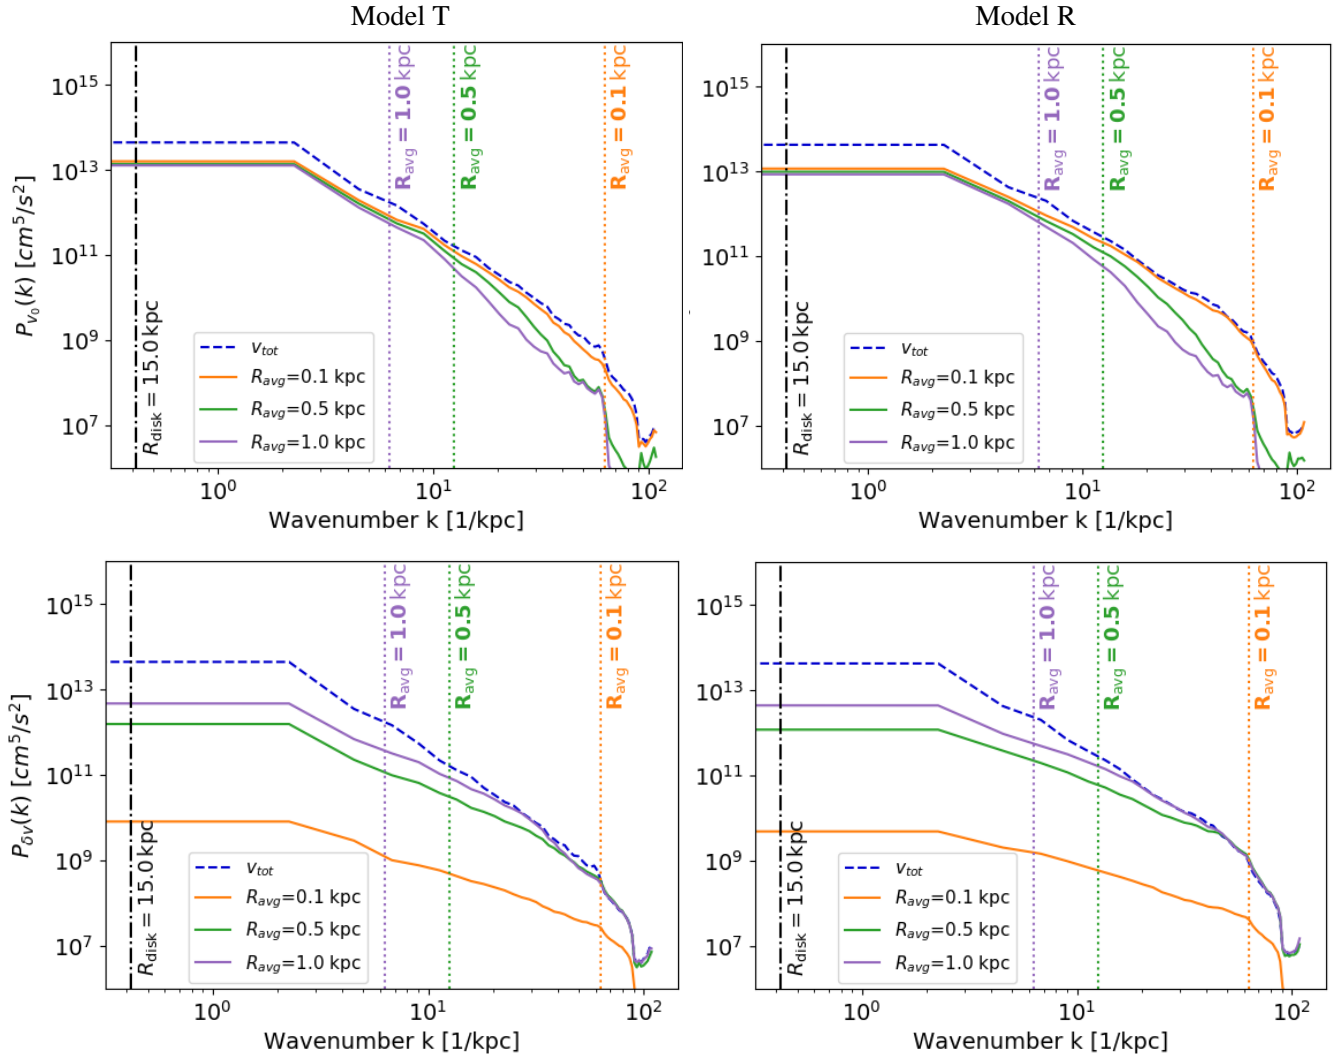 Model T
Model R
10^15
10^13
10^11
10^9
10^7
P_{v_0}(k) [cm^5/s^2]
R_disk = 15.0 kpc
R_avg = 1.0 kpc
R_avg = 0.5 kpc
R_avg = 0.1 kpc
v_tot
R_avg=0.1 kpc
R_avg=0.5 kpc
R_avg=1.0 kpc
10^0
10^1
10^2
Wavenumber k [1/kpc]
10^15
10^13
10^11
10^9
10^7
R_disk = 15.0 kpc
R_avg = 1.0 kpc
R_avg = 0.5 kpc
R_avg = 0.1 kpc
v_tot
R_avg=0.1 kpc
R_avg=0.5 kpc
R_avg=1.0 kpc
10^0
10^1
10^2
Wavenumber k [1/kpc]
10^15
10^13
10^11
10^9
10^7
P_{δv}(k) [cm^5/s^2]
R_disk = 15.0 kpc
R_avg = 1.0 kpc
R_avg = 0.5 kpc
R_avg = 0.1 kpc
v_tot
R_avg=0.1 kpc
R_avg=0.5 kpc
R_avg=1.0 kpc
10^0
10^1
10^2
Wavenumber k [1/kpc]
10^15
10^13
10^11
10^9
10^7
R_disk = 15.0 kpc
R_avg = 1.0 kpc
R_avg = 0.5 kpc
R_avg = 0.1 kpc
v_tot
R_avg=0.1 kpc
R_avg=0.5 kpc
R_avg=1.0 kpc
10^0
10^1
10^2
Wavenumber k [1/kpc]